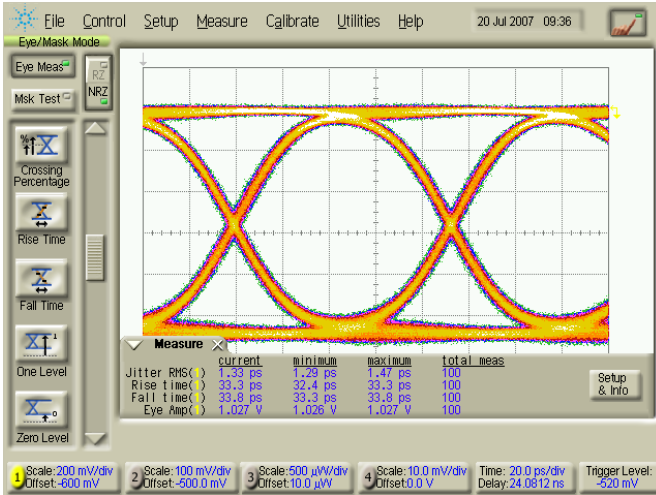 File Control Setup Measure Calibrate Utilities Help 20 Jul 2007 09:36
Eye/Mask Mode
Eye Meas
RZ
NRZ
Msk Test
Crossing
Percentage
Rise Time
Fall Time
One Level
Zero Level
Measure
current minimum maximum total meas
Jitter RMS(1) 1.33 ps 1.29 ps 1.47 ps 100
Rise time(1) 33.3 ps 32.4 ps 33.3 ps 100
Fall time(1) 33.8 ps 33.3 ps 33.8 ps 100
Eye Amp(1) 1.027 V 1.026 V 1.027 V 100
Setup
& Info
1 Scale:200 mV/div
Offset:-600 mV
2 Scale:100 mV/div
Offset:-500.0 mV
3 Scale:500 µW/div
Offset:10.0 µW
4 Scale:10.0 mV/div
Offset:0.0 V
Time: 20.0 ps/div
Delay:24.0812 ns
Trigger Level:
-520 mV